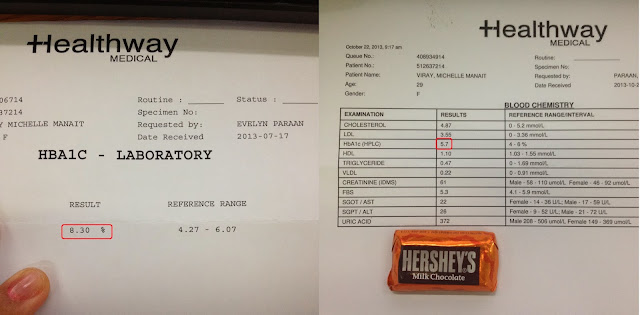 Healthway
MEDICAL
06714
Routine : Status :
37214
Specimen No:
Y MICHELLE MANAIT
Requested by: EVELYN PARAAN
F
Date Received 2013-07-17
HBA1C - LABORATORY
RESULT REFERENCE RANGE
8.30 % 4.27 - 6.07
Healthway
MEDICAL
October 22, 2013, 9:17 am
Queue No.: 408934914 Routine:
Patient No.: 512637214 Specimen No:
Patient Name: VIRAY, MICHELLE MANAIT Requested by: PARAAN,
Age: 29 Date Received 2013-10-2
Gender: F
BLOOD CHEMISTRY
EXAMINATION RESULTS REFERENCE RANGE/INTERVAL
CHOLESTEROL 4.87 0 - 5.2 mmol/L
LDL 3.55 0 - 3.36 mmol/L
HbA1c (HPLC) 5.7 4 - 6 %
HDL 1.10 1.03 - 1.55 mmol/L
TRIGLYCERIDE 0.47 0 - 1.69 mmol/L
VLDL 0.22 0 - 0.91 mmol/L
CREATININE (IDMS) 61 Male - 56 - 110 umol/L Female - 46 - 92 umol/L
FBS 5.3 4.1 - 5.9 mmol/L
SGOT / AST 22 Female - 14 - 36 U/L; Male - 17 - 59 U/L
SGPT / ALT 28 Female - 9 - 52 U/L; Male - 21 - 72 U/L
URIC ACID 372 Male 208 - 506 umol/L Female 149 - 369 umol/L
HERSHEY'S
Milk Chocolate